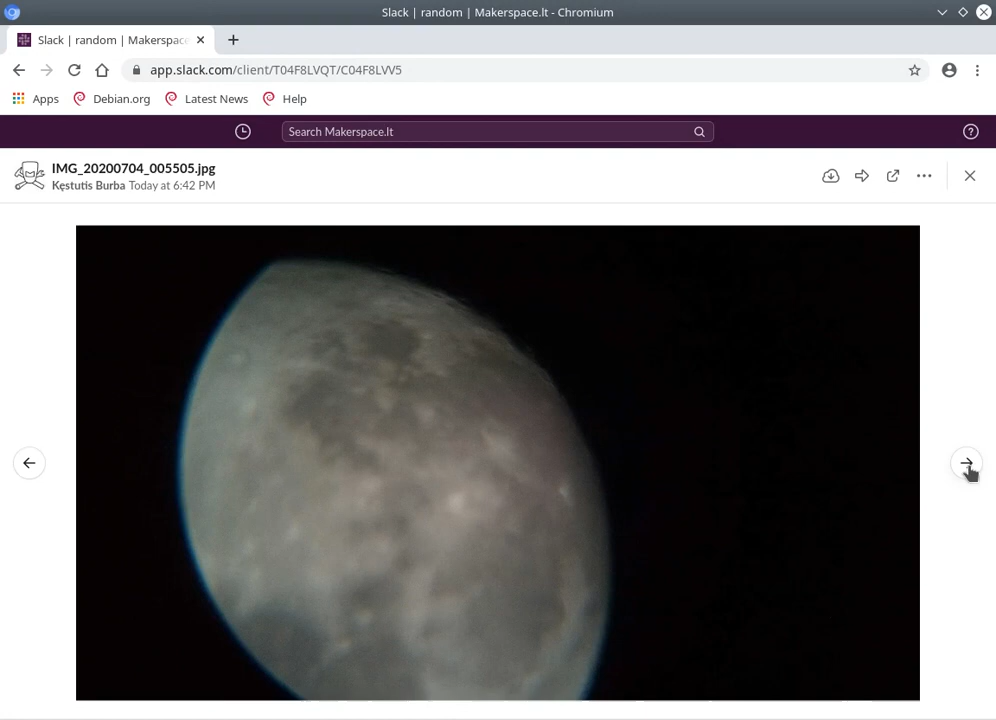 Slack | random | Makerspace.lt - Chromium
Slack | random | Makerspace
app.slack.com/client/T04F8LVQT/C04F8LVV5
Apps Debian.org Latest News Help
Search Makerspace.lt
IMG_20200704_005505.jpg
Kęstutis Burba Today at 6:42 PM